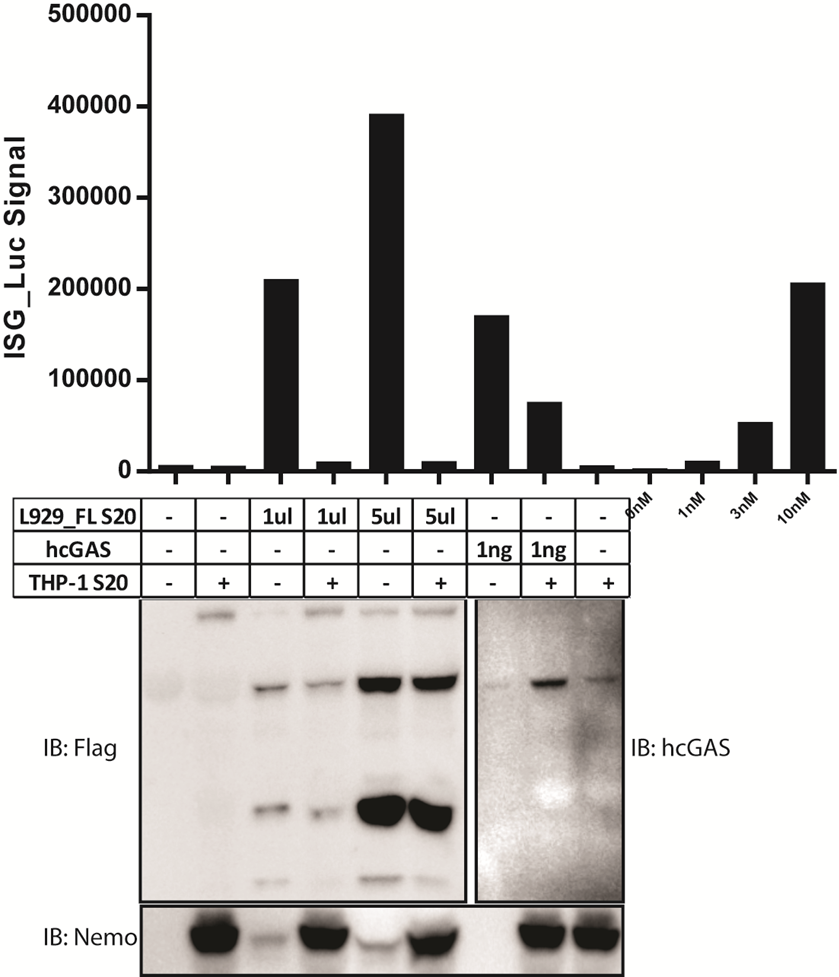 500000
400000
300000
200000
100000
0
ISG_Luc Signal
0nM 1nM 3nM 10nM
L929_FL S20 - - 1ul 1ul 5ul 5ul - - -
hcGAS - - - - - - 1ng 1ng -
THP-1 S20 - + - + - + - + +
IB: Flag
IB: hcGAS
IB: Nemo